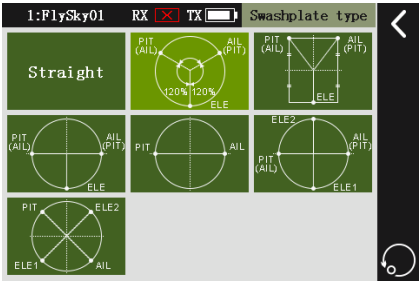 1:FlySky01 RX TX Swashplate type
Straight
PIT
(AIL)
AIL
(PIT)
120% 120%
ELE
PIT
(AIL)
AIL
(PIT)
ELE
PIT
(AIL)
AIL
(PIT)
ELE
PIT AIL
ELE2
AIL
(PIT)
PIT
(AIL)
ELE1
PIT ELE2
ELE1 AIL